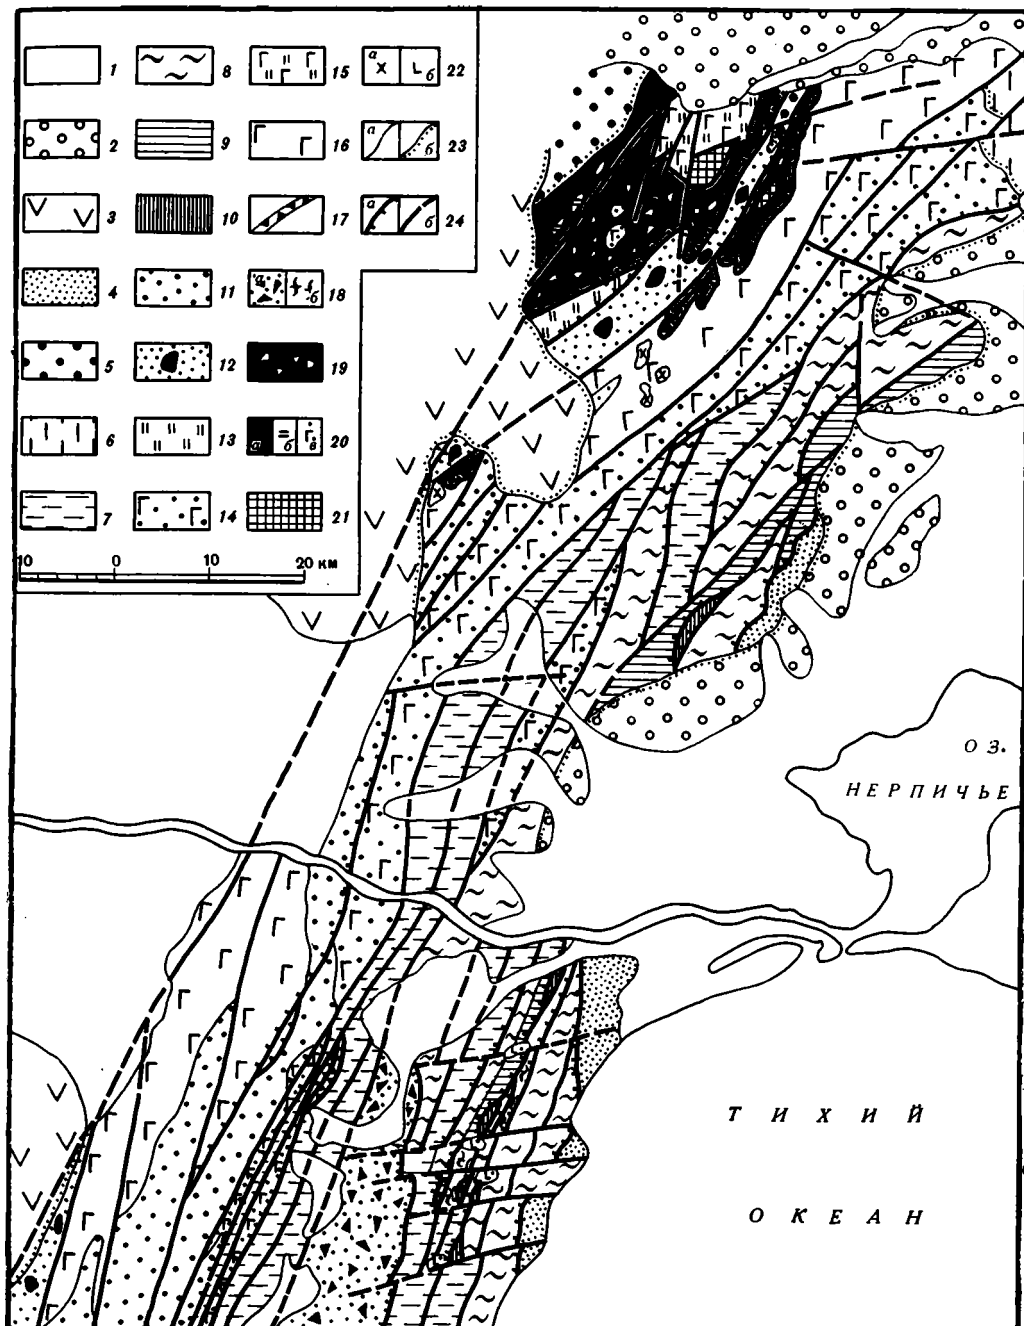 1 8 15 а б 22
2 9 16 а б 23
3 10 17 а б 24
4 11 а б 18
5 12 19
6 13 а б в 20
7 14 21
10 0 10 20 км
ОЗ.
НЕРПИЧЬЕ
ТИХИЙ
ОКЕАН